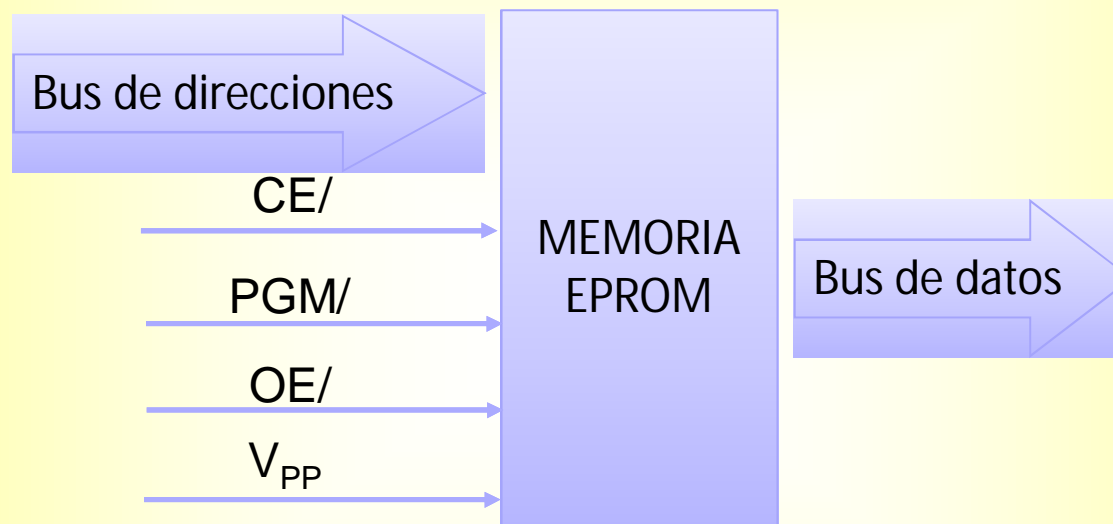 Bus de direcciones
CE/
PGM/
OE/
VPP
MEMORIA
EPROM
Bus de datos